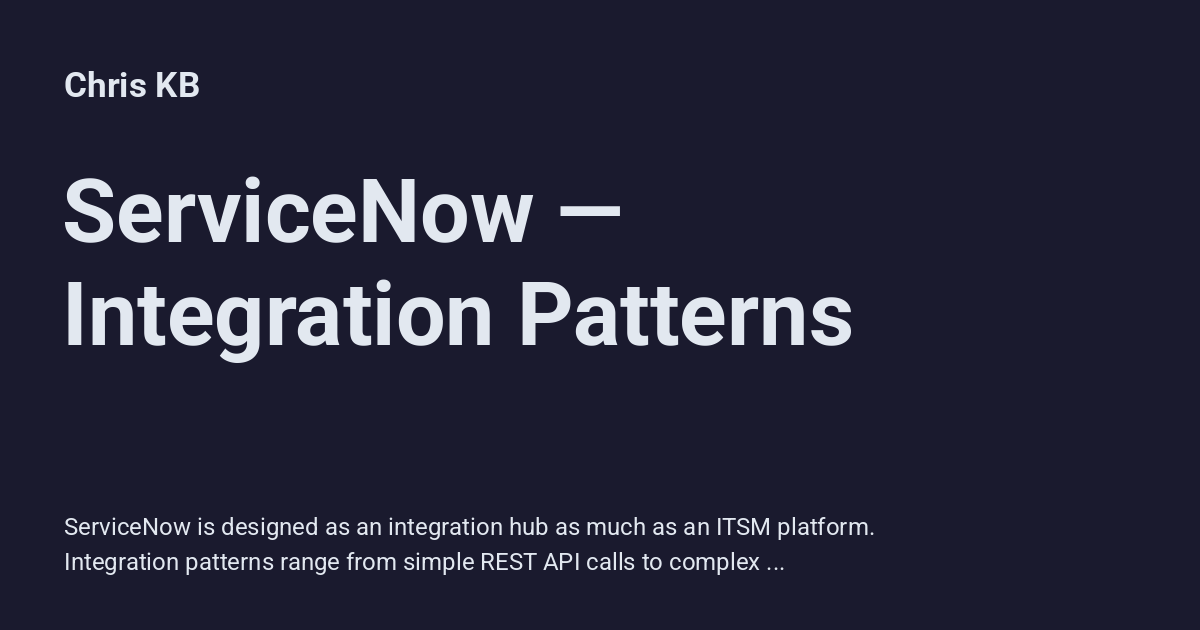 Chris KB
ServiceNow —
Integration Patterns
ServiceNow is designed as an integration hub as much as an ITSM platform.
Integration patterns range from simple REST API calls to complex ...